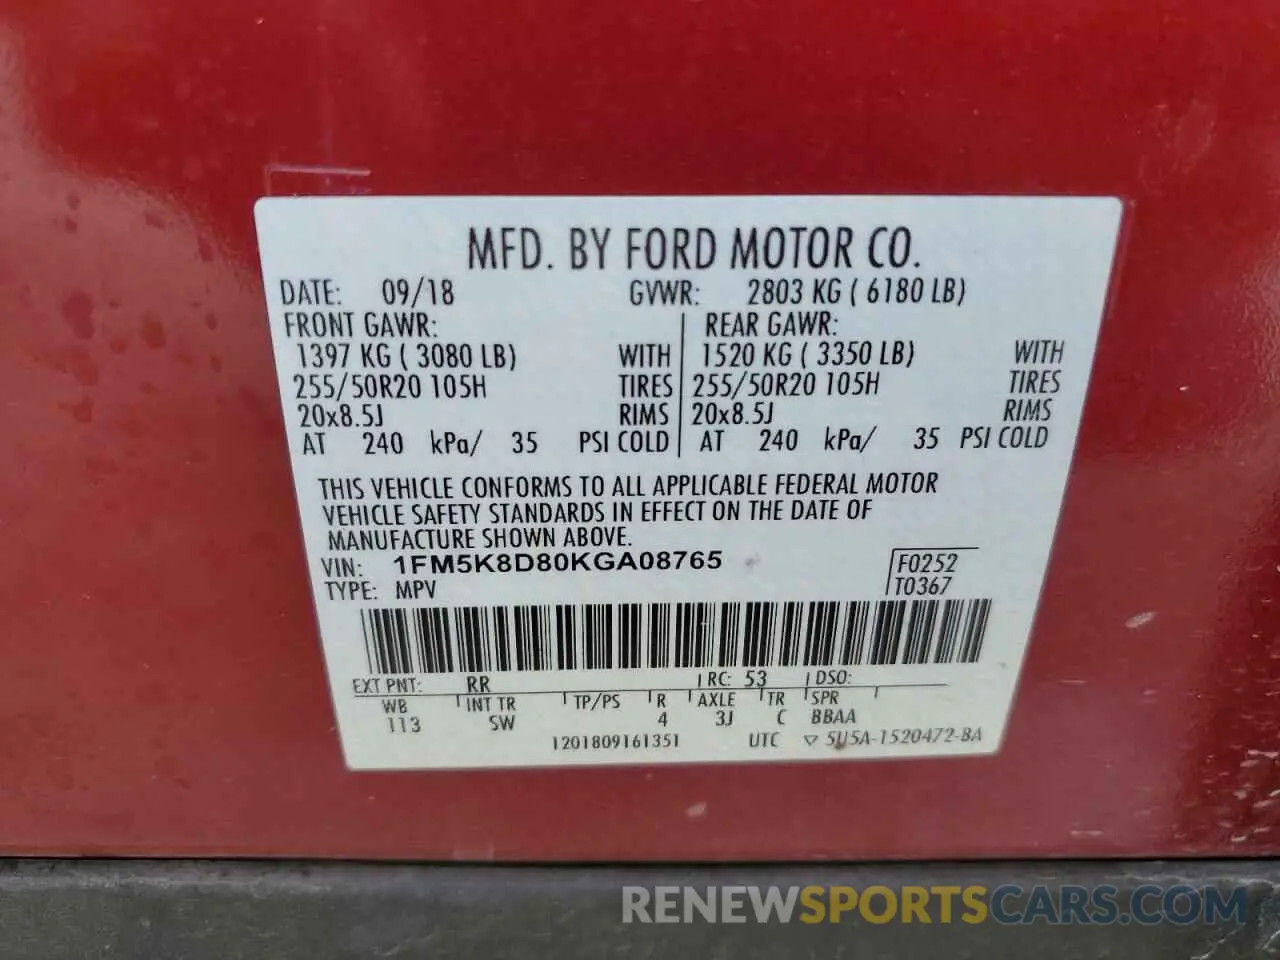 MFD. BY FORD MOTOR CO.
DATE: 09/18 GVWR: 2803 KG ( 6180 LB)
FRONT GAWR: REAR GAWR:
1397 KG ( 3080 LB) WITH 1520 KG ( 3350 LB) WITH
255/50R20 105H TIRES 255/50R20 105H TIRES
20x8.5J RIMS 20x8.5J RIMS
AT 240 kPa/ 35 PSI COLD AT 240 kPa/ 35 PSI COLD
THIS VEHICLE CONFORMS TO ALL APPLICABLE FEDERAL MOTOR
VEHICLE SAFETY STANDARDS IN EFFECT ON THE DATE OF
MANUFACTURE SHOWN ABOVE.
VIN: 1FM5K8D80KGA08765 F0252
TYPE: MPV T0367
EXT PNT: RR RC: 53 DSO:
WB INT TR TP/PS R AXLE TR SPR
113 SW 4 3J C BBAA
1201809161351 UTC ▽ 5U5A-1520472-BA
RENEWSPORTSCARS.COM